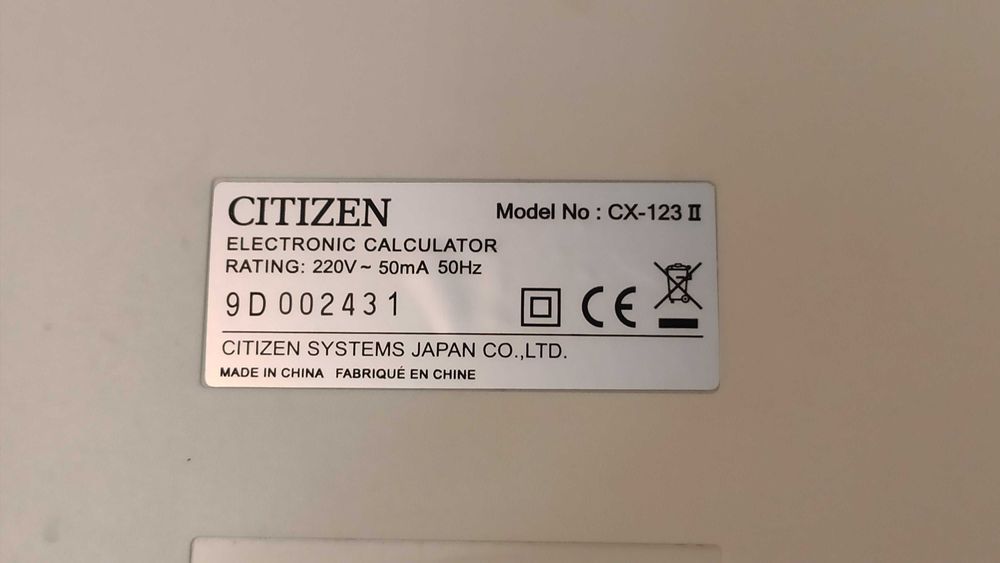 CITIZEN
Model No : CX-123 II
ELECTRONIC CALCULATOR
RATING: 220V ~ 50mA 50Hz
9D 002431
CE
CITIZEN SYSTEMS JAPAN CO.,LTD.
MADE IN CHINA FABRIQUÉ EN CHINE